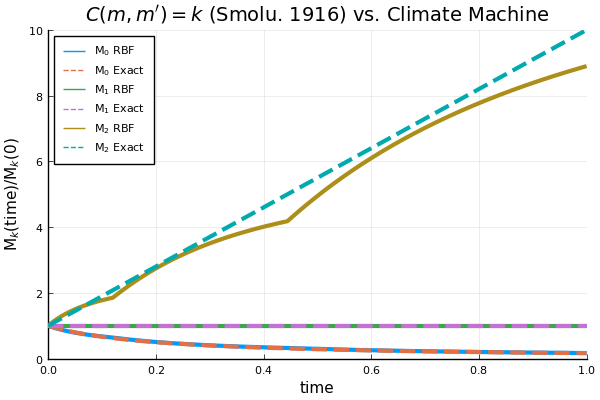 C(m, m′) = k (Smolu. 1916) vs. Climate Machine
M₀ RBF
M₀ Exact
M₁ RBF
M₁ Exact
M₂ RBF
M₂ Exact
Mₖ(time)/Mₖ(0)
10
8
6
4
2
0
0.0 0.2 0.4 0.6 0.8 1.0
time